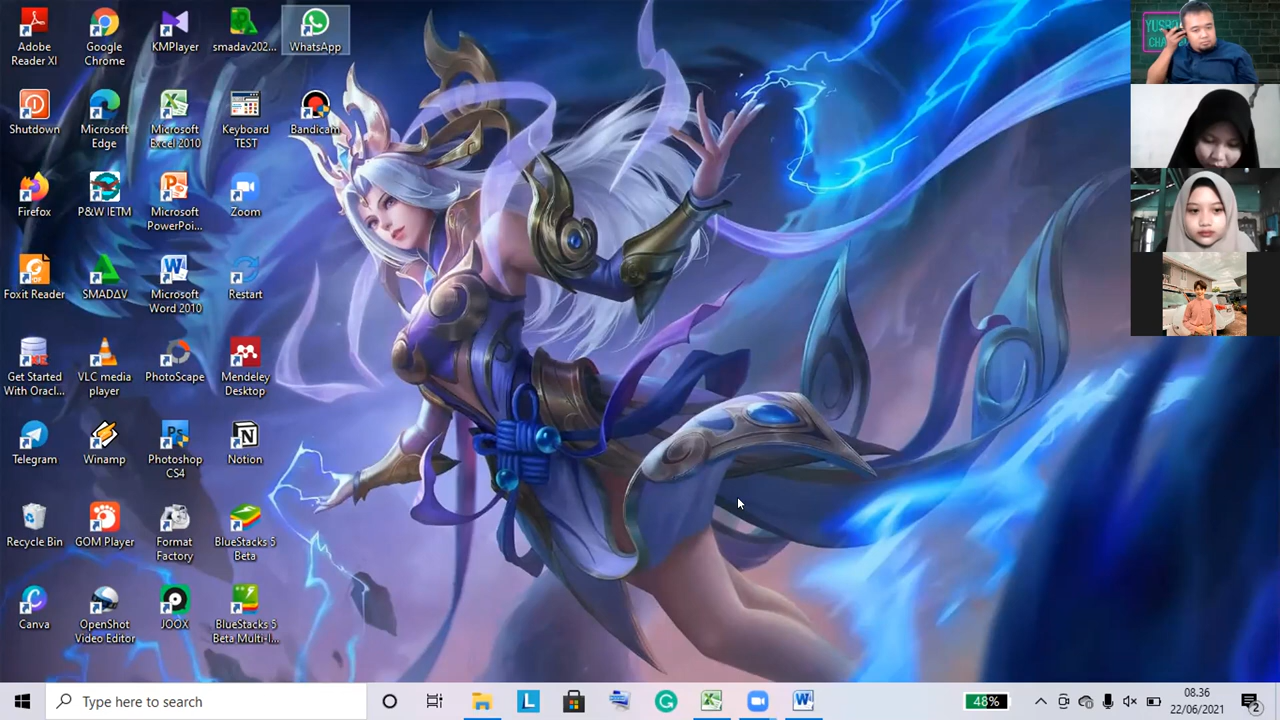 Adobe
Reader XI
Google
Chrome
KMPlayer
smadav202...
WhatsApp
Shutdown
Microsoft
Edge
Microsoft
Excel 2010
Keyboard
TEST
Bandicam
Firefox
P&W IETM
Microsoft
PowerPoi...
Zoom
Foxit Reader
SMADΔV
Microsoft
Word 2010
Restart
Get Started
With Oracl...
VLC media
player
PhotoScape
Mendeley
Desktop
Telegram
Winamp
Photoshop
CS4
Notion
Recycle Bin
GOM Player
Format
Factory
BlueStacks 5
Beta
Canva
OpenShot
Video Editor
JOOX
BlueStacks 5
Beta Multi-I...
Type here to search
48%
08.36
22/06/2021
2